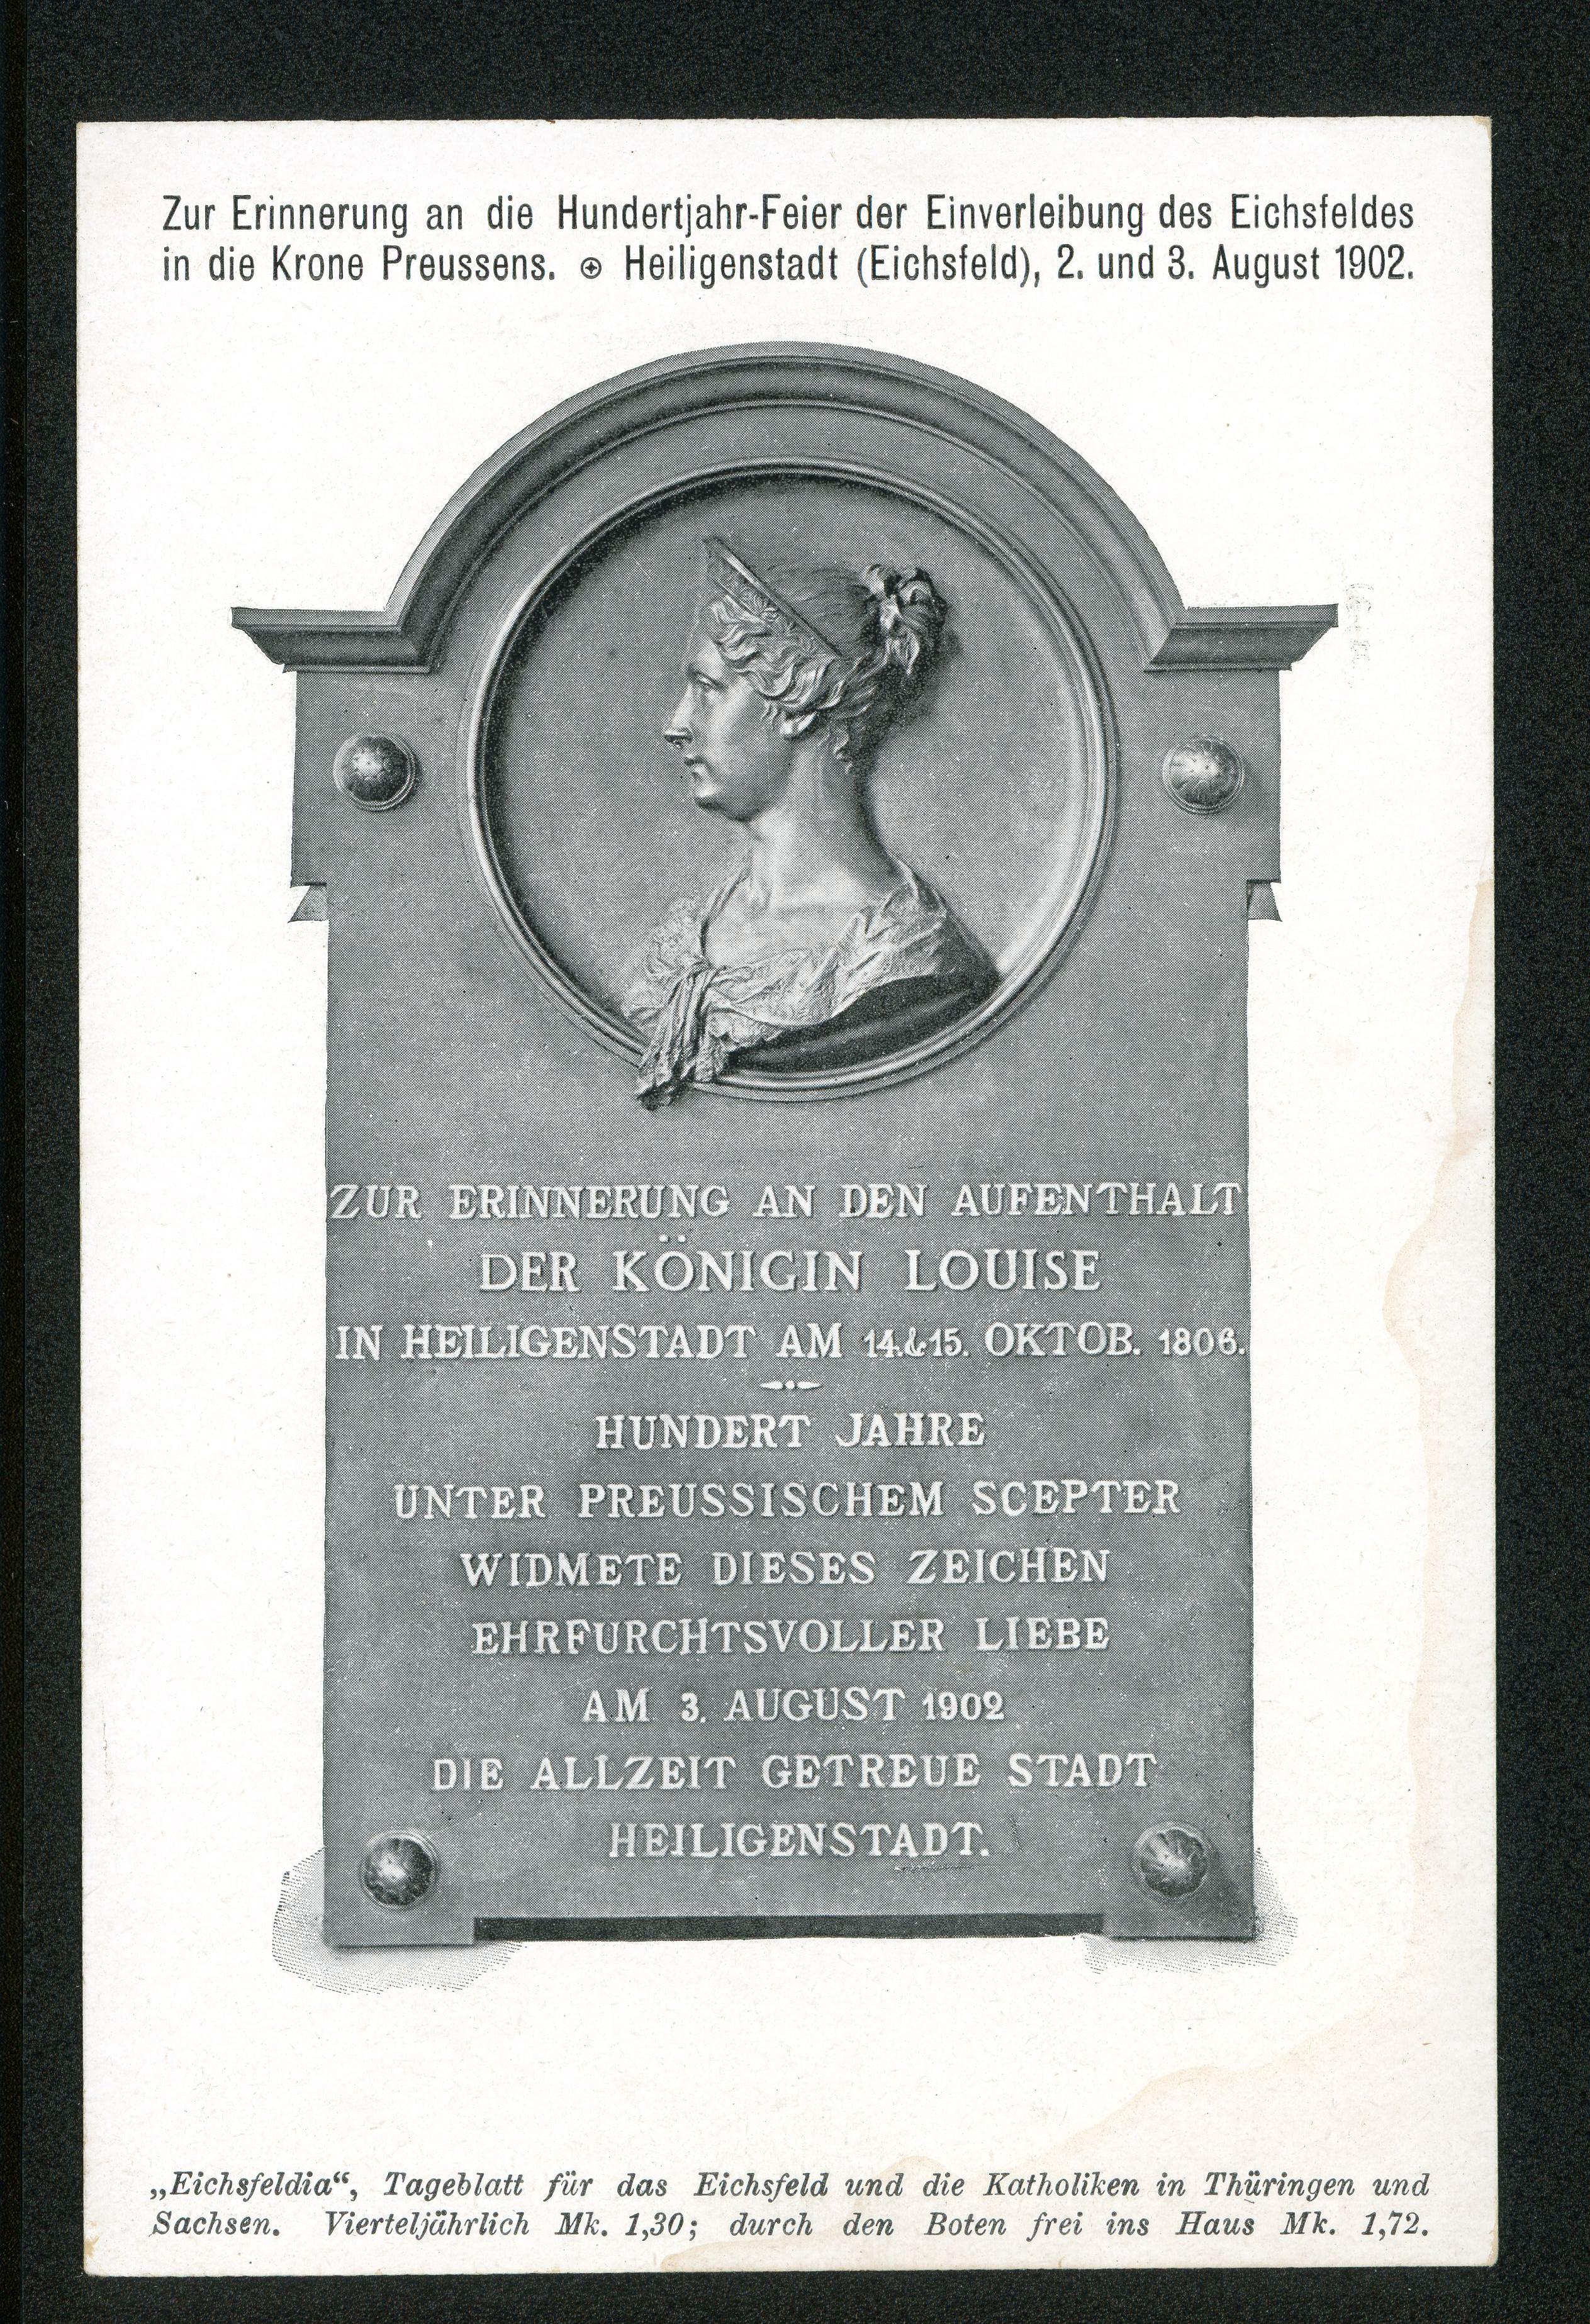 Zur Erinnerung an die Hundertjahr-Feier der Einverleibung des Eichsfeldes
in die Krone Preussens. ⊕ Heiligenstadt (Eichsfeld), 2. und 3. August 1902.
ZUR ERINNERUNG AN DEN AUFENTHALT
DER KÖNIGIN LOUISE
IN HEILIGENSTADT AM 14.&15. OKTOB. 1806.
HUNDERT JAHRE
UNTER PREUSSISCHEM SCEPTER
WIDMETE DIESES ZEICHEN
EHRFURCHTSVOLLER LIEBE
AM 3. AUGUST 1902
DIE ALLZEIT GETREUE STADT
HEILIGENSTADT.
„Eichsfeldia“, Tageblatt für das Eichsfeld und die Katholiken in Thüringen und
Sachsen. Vierteljährlich Mk. 1,30; durch den Boten frei ins Haus Mk. 1,72.